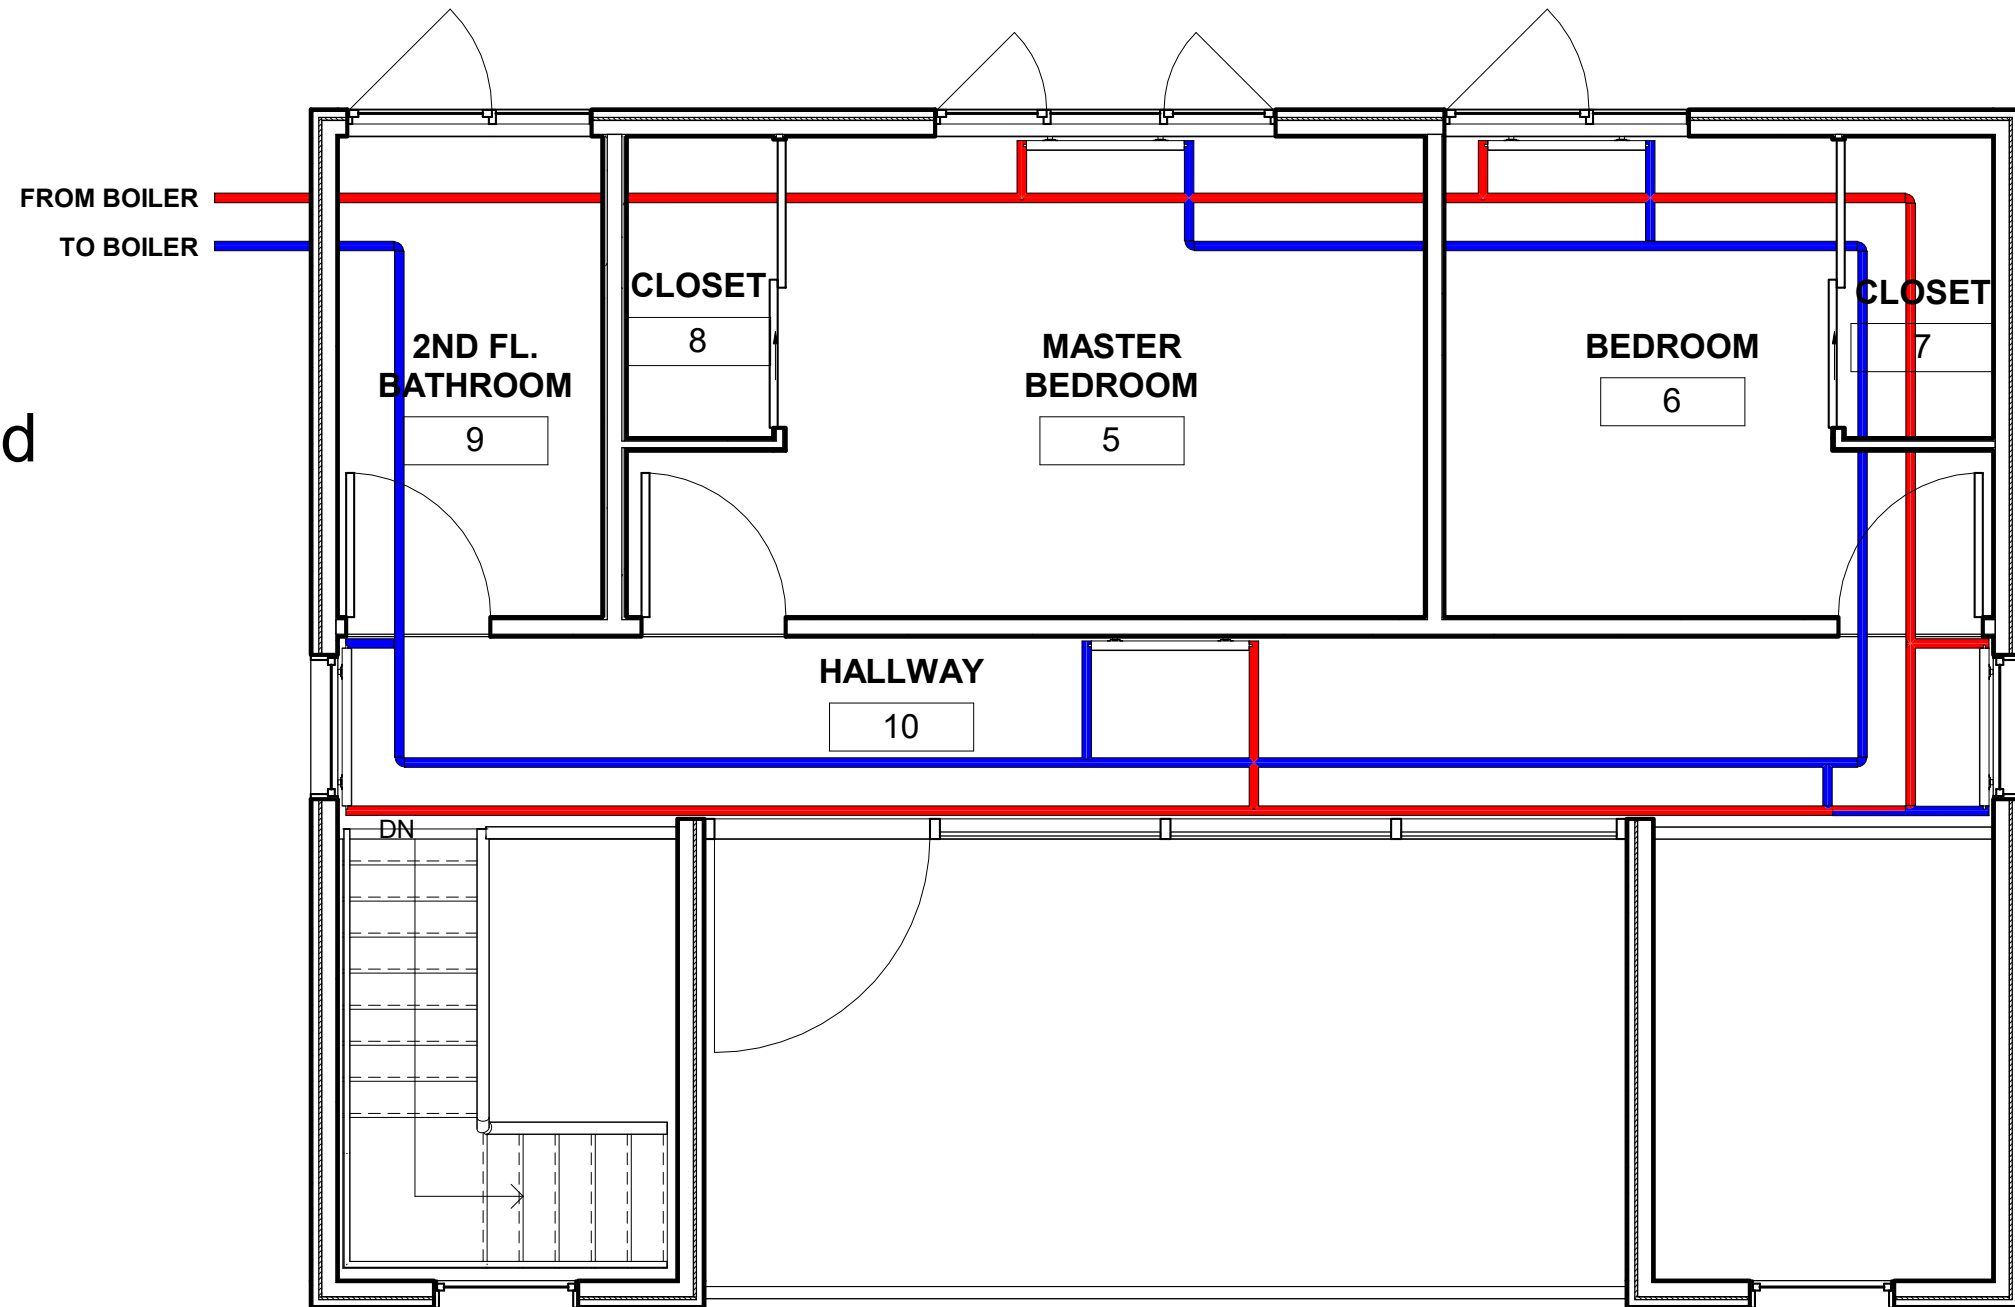 FROM BOILER
TO BOILER
CLOSET
8
CLOSET
7
2ND FL.
BATHROOM
9
MASTER
BEDROOM
5
BEDROOM
6
d
HALLWAY
10
DN